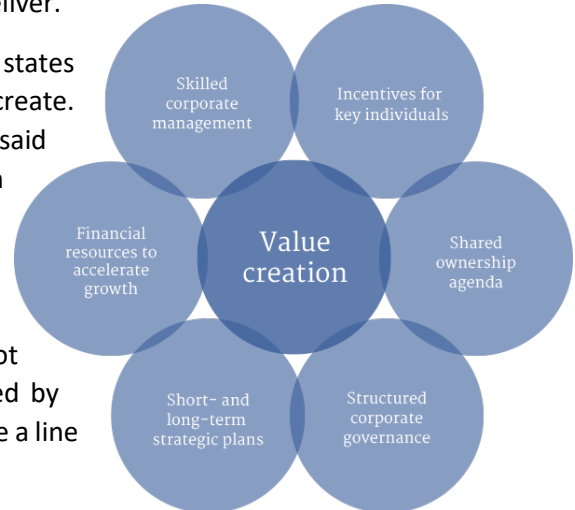 eliver.
states
create.
said
ot
ed by
e a line
Skilled
corporate
management
Incentives for
key individuals
Financial
resources to
accelerate
growth
Value
creation
Shared
ownership
agenda
Short- and
long-term
strategic plans
Structured
corporate
governance